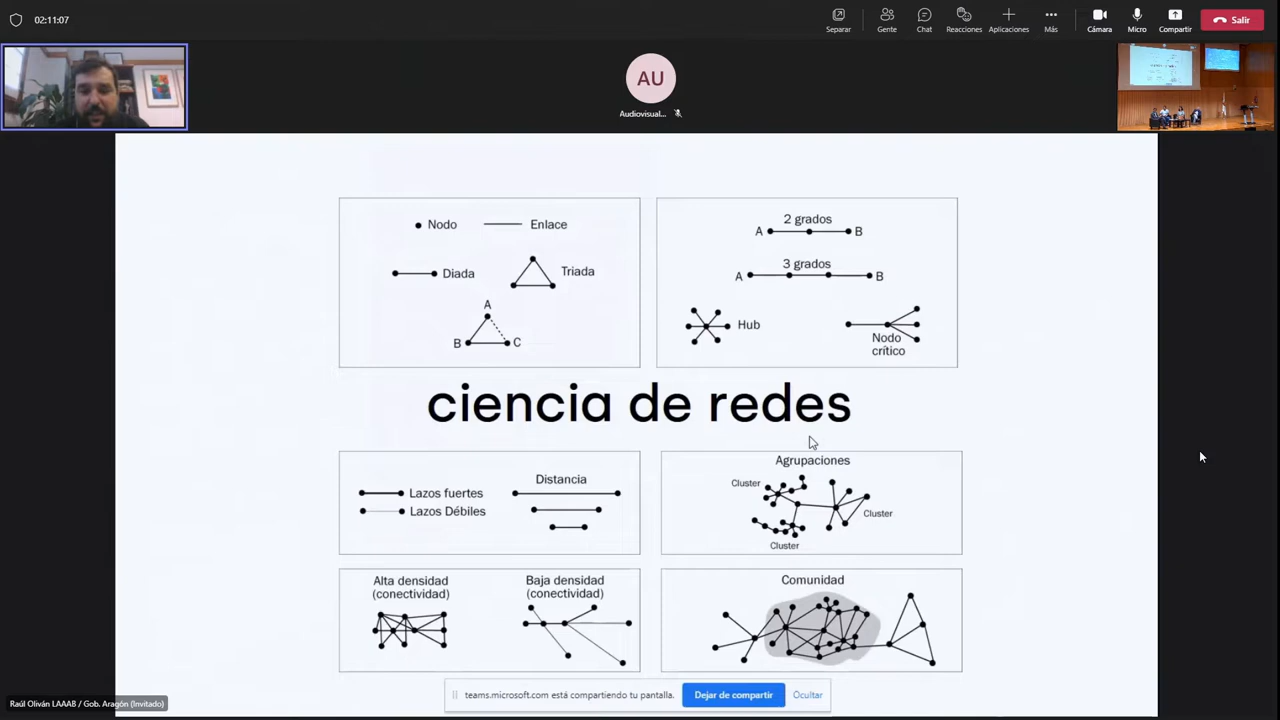 02:11:07
Separar
Gente
Chat
Reacciones
Aplicaciones
Más
Cámara
Micro
Compartir
Salir
AU
Audiovisual...
Nodo
Enlace
Diada
Triada
A
B
C
2 grados
A
B
3 grados
A
B
Hub
Nodo
crítico
ciencia de redes
Lazos fuertes
Lazos Débiles
Distancia
Agrupaciones
Cluster
Cluster
Cluster
Alta densidad
(conectividad)
Baja densidad
(conectividad)
Comunidad
teams.microsoft.com está compartiendo tu pantalla.
Dejar de compartir
Ocultar
Raúl Oliván LAAAB / Gob. Aragón (Invitado)